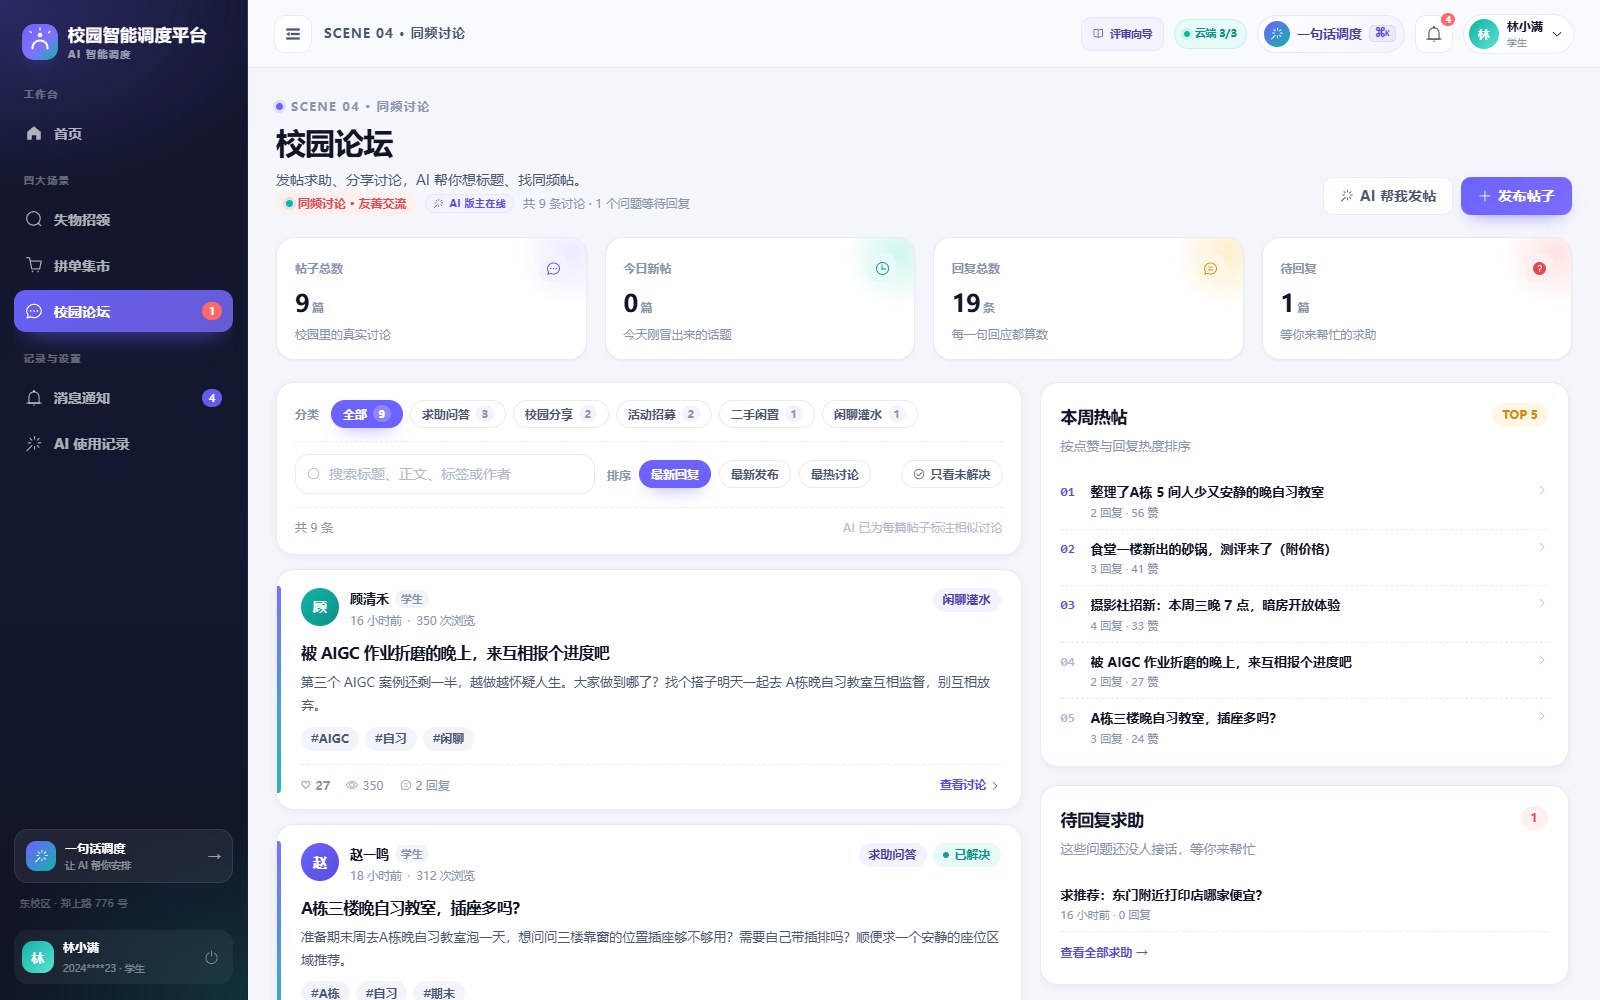 校园智能调度平台
AI 智能调度
工作台
首页
四大场景
失物招领
拼单集市
校园论坛
1
记录与设置
消息通知
4
AI 使用记录
一句话调度
让 AI 帮你安排
→
东校区 · 郑上路 776 号
林
林小满
2024****23 · 学生
SCENE 04 • 同频讨论
评审向导
云端 3/3
一句话调度
⌘K
4
林
林小满
学生
SCENE 04 • 同频讨论
校园论坛
发帖求助、分享讨论，AI 帮你想标题、找同频帖。
同频讨论 • 友善交流
AI 版主在线
共 9 条讨论 · 1 个问题等待回复
AI 帮我发帖
发布帖子
帖子总数
9 篇
校园里的真实讨论
今日新帖
0 篇
今天刚冒出来的话题
回复总数
19 条
每一句回应都算数
待回复
?
1 篇
等你来帮忙的求助
分类
全部 9
求助问答 3
校园分享 2
活动招募 2
二手闲置 1
闲聊灌水 1
搜索标题、正文、标签或作者
排序
最新回复
最新发布
最热讨论
只看未解决
共 9 条
AI 已为每篇帖子标注相似讨论
顾
顾清禾
学生
16 小时前 · 350 次浏览
闲聊灌水
被 AIGC 作业折磨的晚上，来互相报个进度吧
第三个 AIGC 案例还剩一半，越做越怀疑人生。大家做到哪了？找个搭子明天一起去 A栋晚自习教室互相监督，别互相放
弃。
#AIGC
#自习
#闲聊
27
350
2 回复
查看讨论
赵
赵一鸣
学生
18 小时前 · 312 次浏览
求助问答
已解决
A栋三楼晚自习教室，插座多吗？
准备期末周去A栋晚自习教室泡一天，想问问三楼靠窗的位置插座够不够用？需要自己带插排吗？顺便求一个安静的座位区
域推荐。
#A栋
#自习
#期末
本周热帖
TOP 5
按点赞与回复热度排序
01
整理了A栋 5 间人少又安静的晚自习教室
2 回复 · 56 赞
02
食堂一楼新出的砂锅，测评来了（附价格）
3 回复 · 41 赞
03
摄影社招新：本周三晚 7 点，暗房开放体验
4 回复 · 33 赞
04
被 AIGC 作业折磨的晚上，来互相报个进度吧
2 回复 · 27 赞
05
A栋三楼晚自习教室，插座多吗？
3 回复 · 24 赞
待回复求助
1
这些问题还没人接话，等你来帮忙
求推荐：东门附近打印店哪家便宜？
16 小时前 · 0 回复
查看全部求助 →